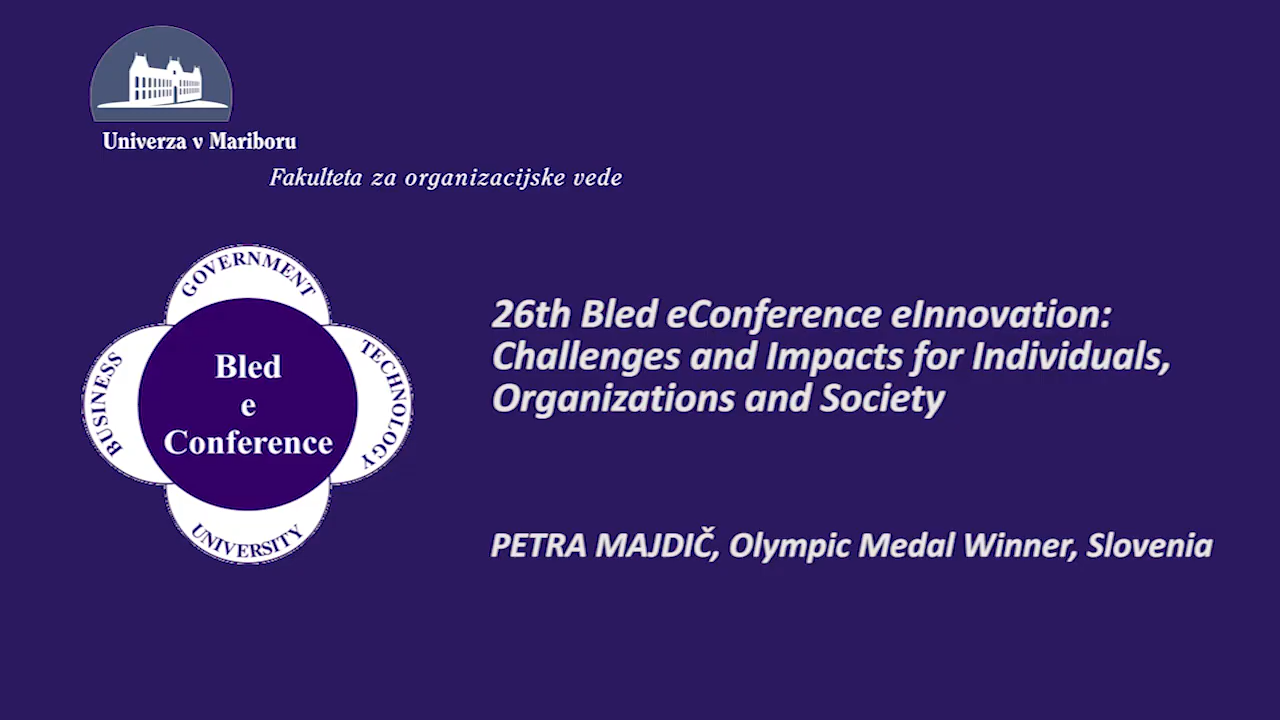 Univerza v Mariboru
Fakulteta za organizacijske vede
GOVERNMENT
BUSINESS
TECHNOLOGY
Bled
e
Conference
UNIVERSITY
26th Bled eConference eInnovation:
Challenges and Impacts for Individuals,
Organizations and Society
PETRA MAJDIČ, Olympic Medal Winner, Slovenia